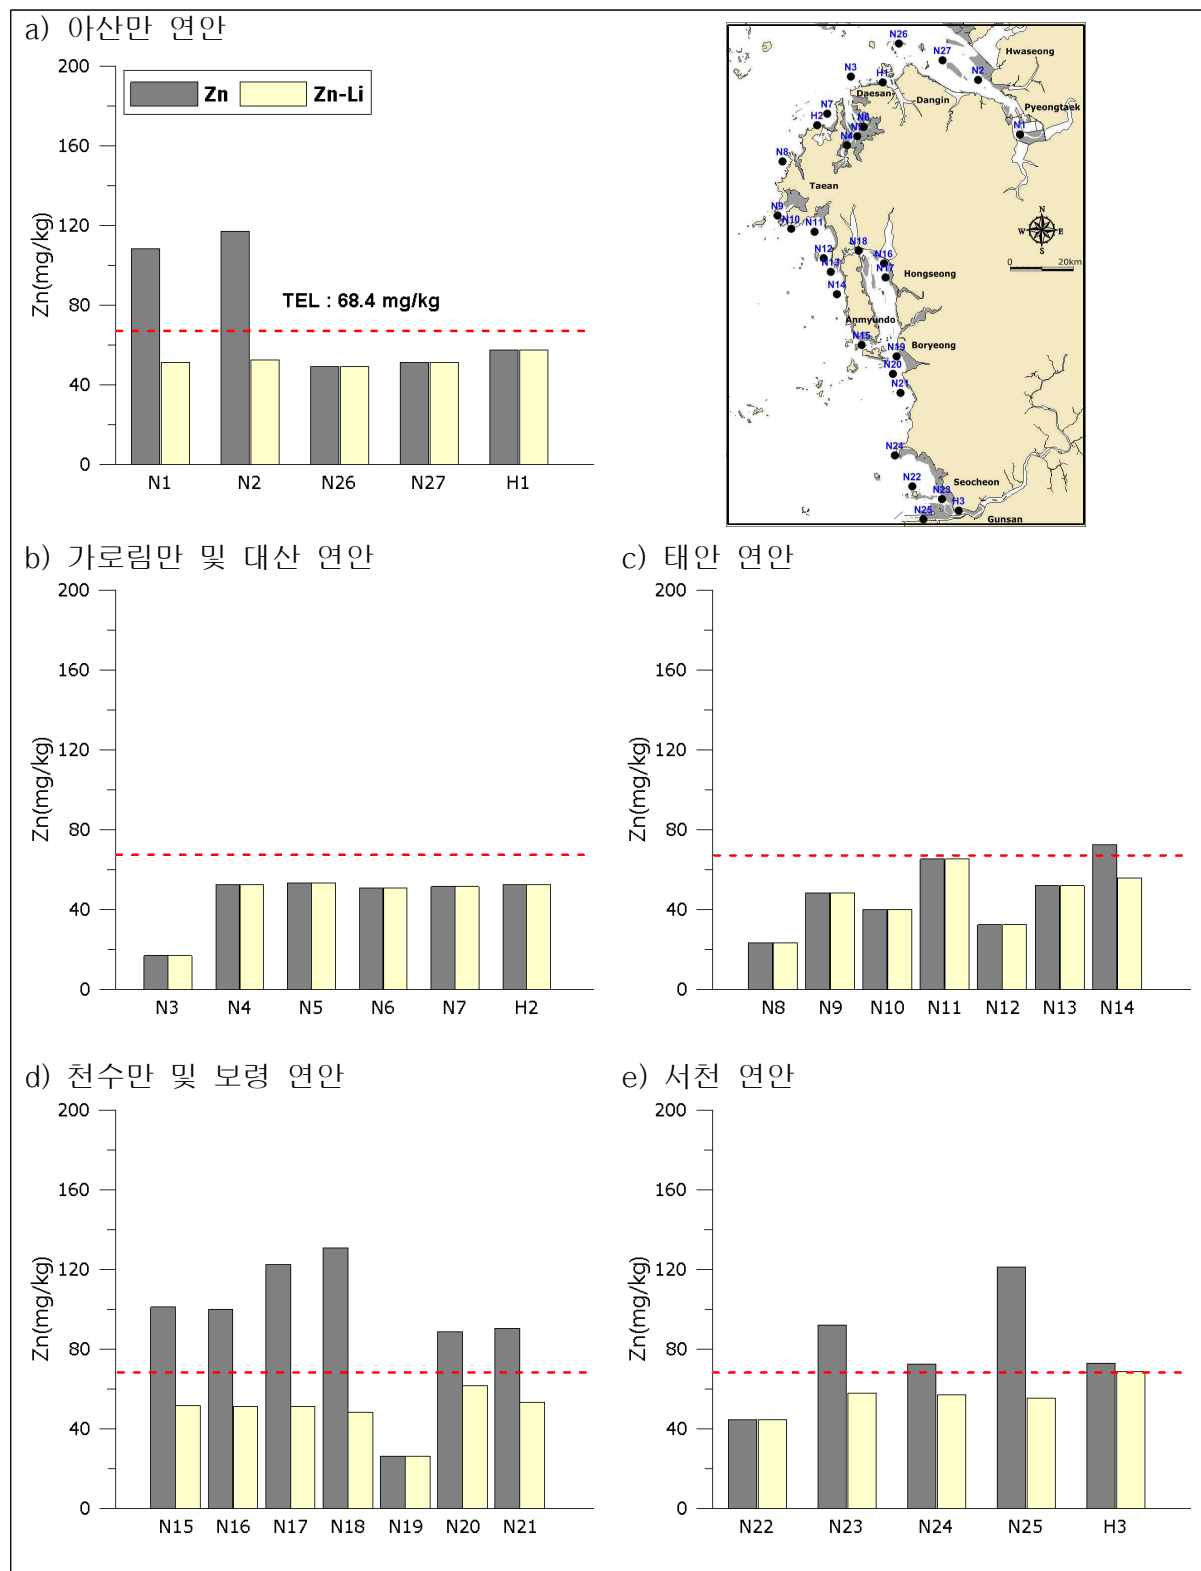 a) 아산만 연안
200
160
120
80
40
0
Zn(mg/kg)
Zn
Zn-Li
TEL : 68.4 mg/kg
N1 N2 N26 N27 H1
N26
N27
Hwaseong
N3
H1
N2
Daesan
Dangin
N7
H2
N6
N5
N4
Pyeongtaek
N1
N8
Taean
N9
N10
N11
N12
N13
N14
N18
N16
N17
Hongseong
N
W E
S
0 20km
Anmyundo
N15
N19
Boryeong
N20
N21
N24
N22
Seocheon
N23
H3
N25
Gunsan
b) 가로림만 및 대산 연안
200
160
120
80
40
0
Zn(mg/kg)
N3 N4 N5 N6 N7 H2
c) 태안 연안
200
160
120
80
40
0
Zn(mg/kg)
N8 N9 N10 N11 N12 N13 N14
d) 천수만 및 보령 연안
200
160
120
80
40
0
Zn(mg/kg)
N15 N16 N17 N18 N19 N20 N21
e) 서천 연안
200
160
120
80
40
0
Zn(mg/kg)
N22 N23 N24 N25 H3